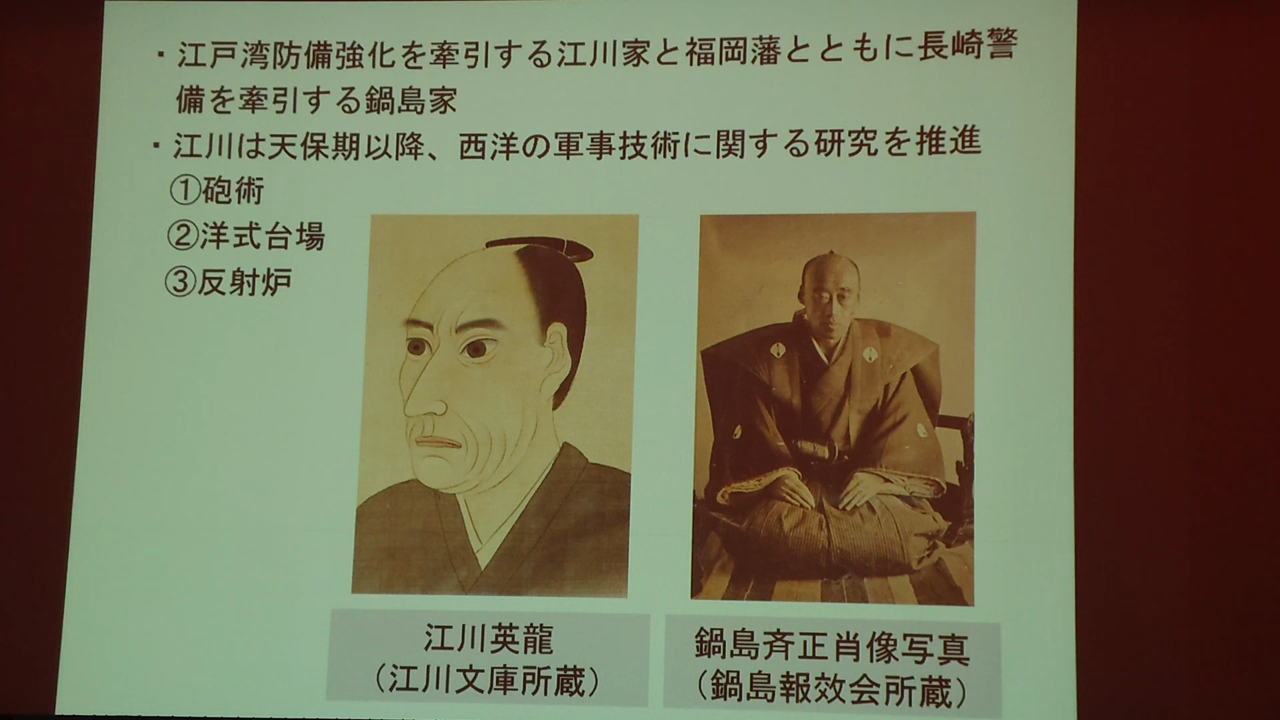 ・江戸湾防備強化を牽引する江川家と福岡藩とともに長崎警
備を牽引する鍋島家
・江川は天保期以降、西洋の軍事技術に関する研究を推進
①砲術
②洋式台場
③反射炉
江川英龍
（江川文庫所蔵）
鍋島斉正肖像写真
（鍋島報效会所蔵）